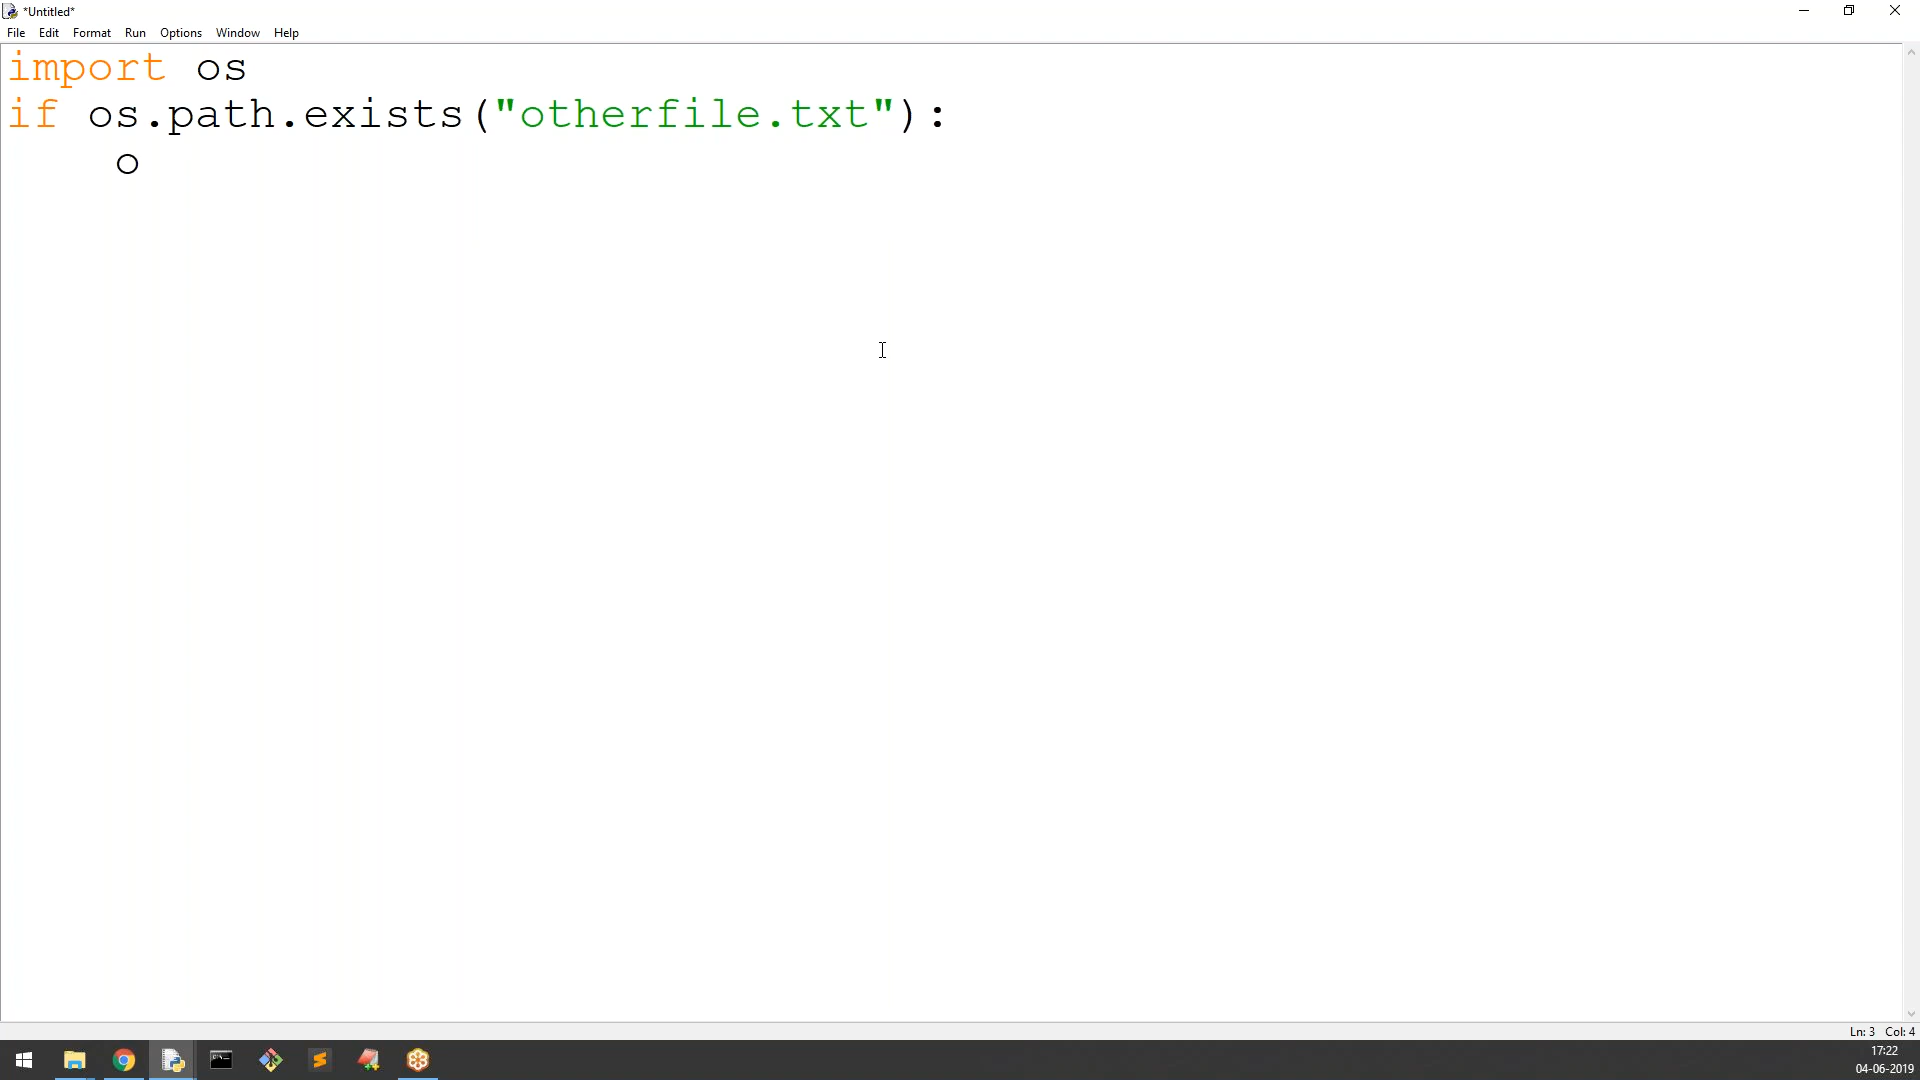 *Untitled*
File Edit Format Run Options Window Help
import os
if os.path.exists("otherfile.txt"):
    o
Ln: 3 Col: 4
17:22
04-06-2019